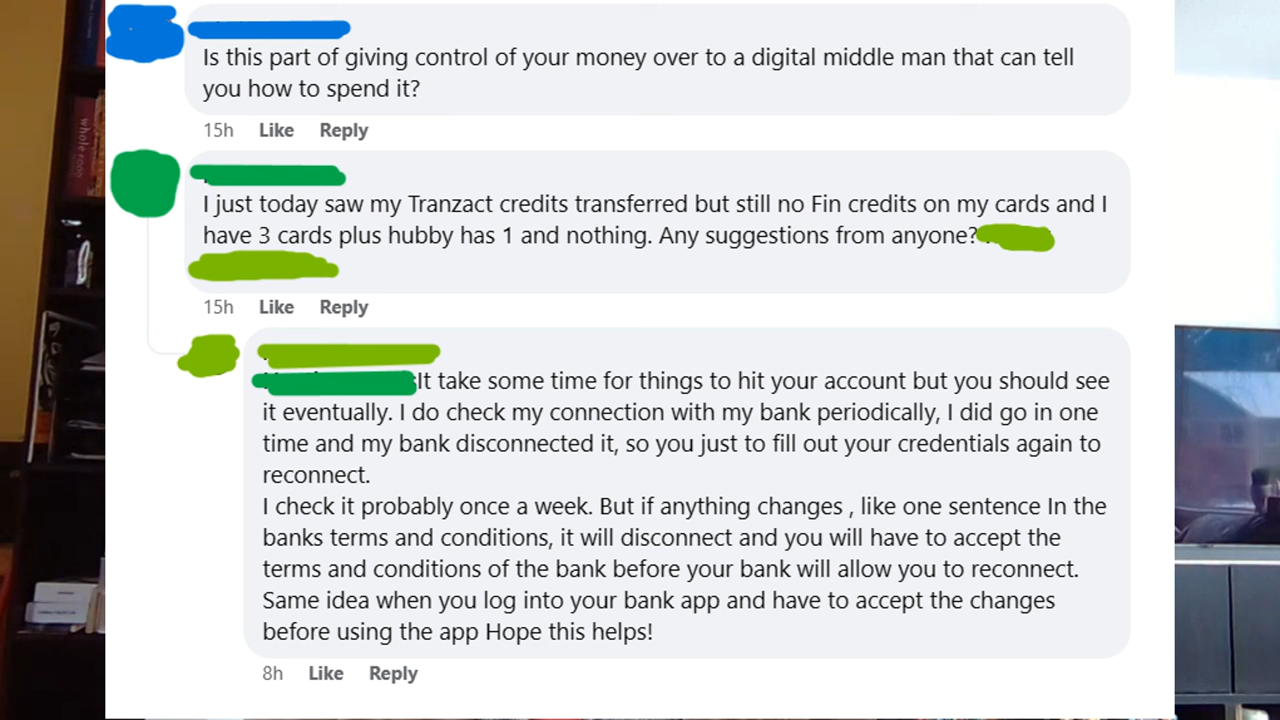 Is this part of giving control of your money over to a digital middle man that can tell
you how to spend it?
15h Like Reply
I just today saw my Tranzact credits transferred but still no Fin credits on my cards and I
have 3 cards plus hubby has 1 and nothing. Any suggestions from anyone?
15h Like Reply
It take some time for things to hit your account but you should see
it eventually. I do check my connection with my bank periodically, I did go in one
time and my bank disconnected it, so you just to fill out your credentials again to
reconnect.
I check it probably once a week. But if anything changes , like one sentence In the
banks terms and conditions, it will disconnect and you will have to accept the
terms and conditions of the bank before your bank will allow you to reconnect.
Same idea when you log into your bank app and have to accept the changes
before using the app Hope this helps!
8h Like Reply